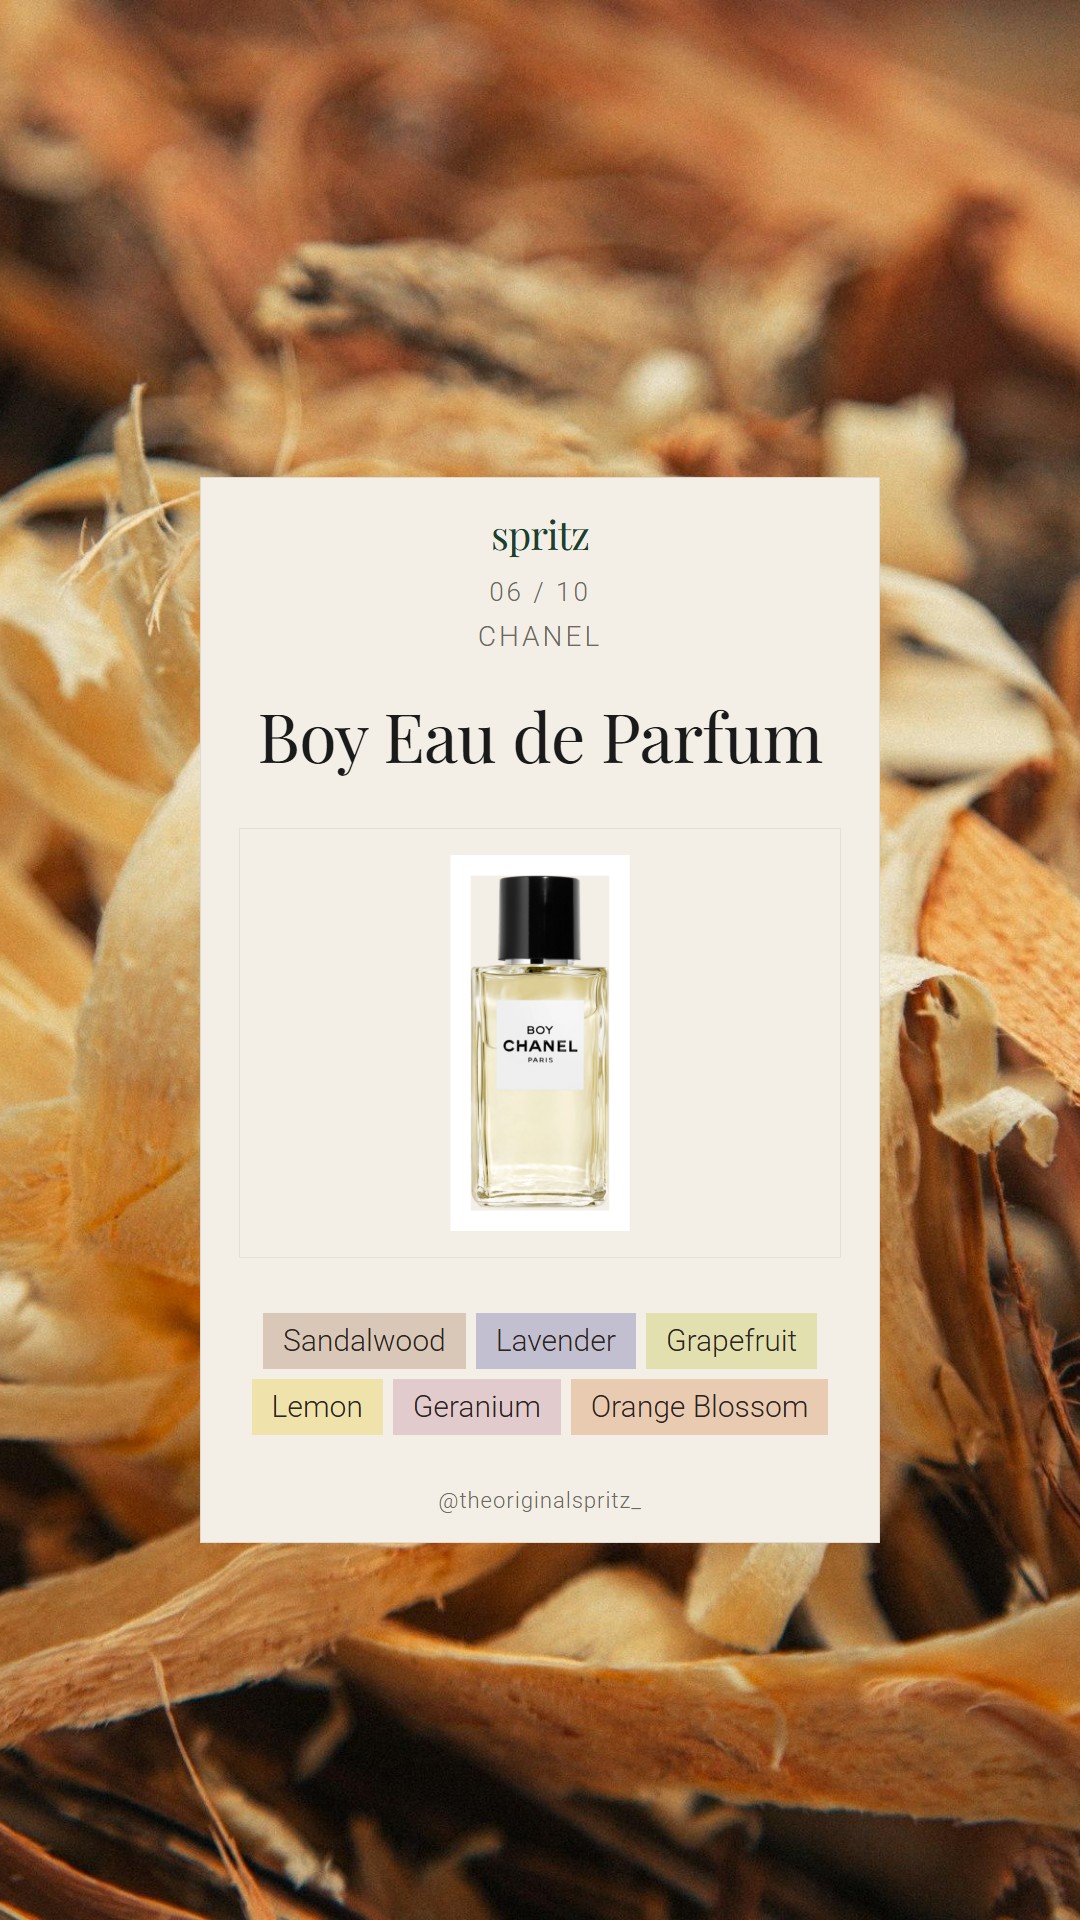 spritz
06 / 10
CHANEL
Boy Eau de Parfum
BOY
CHANEL
PARIS
Sandalwood Lavender Grapefruit
Lemon Geranium Orange Blossom
@theoriginalspritz_